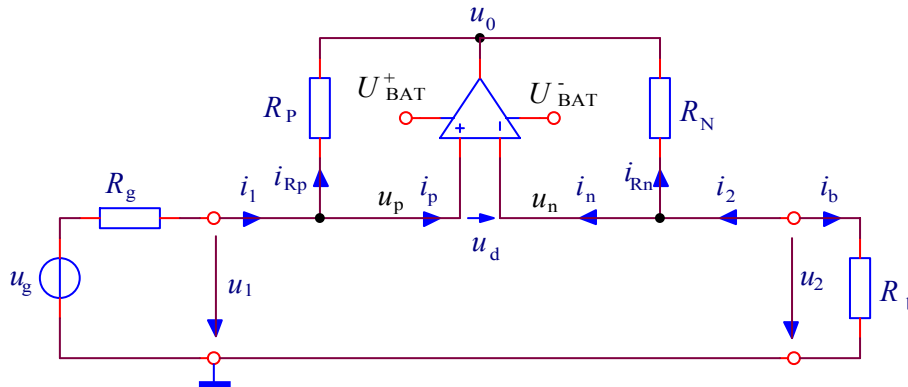 u0
U+BAT
U-BAT
RP
RN
+
-
Rg
i1
iRp
up
ip
in
un
iRn
i2
ib
ud
ug
u1
u2
R